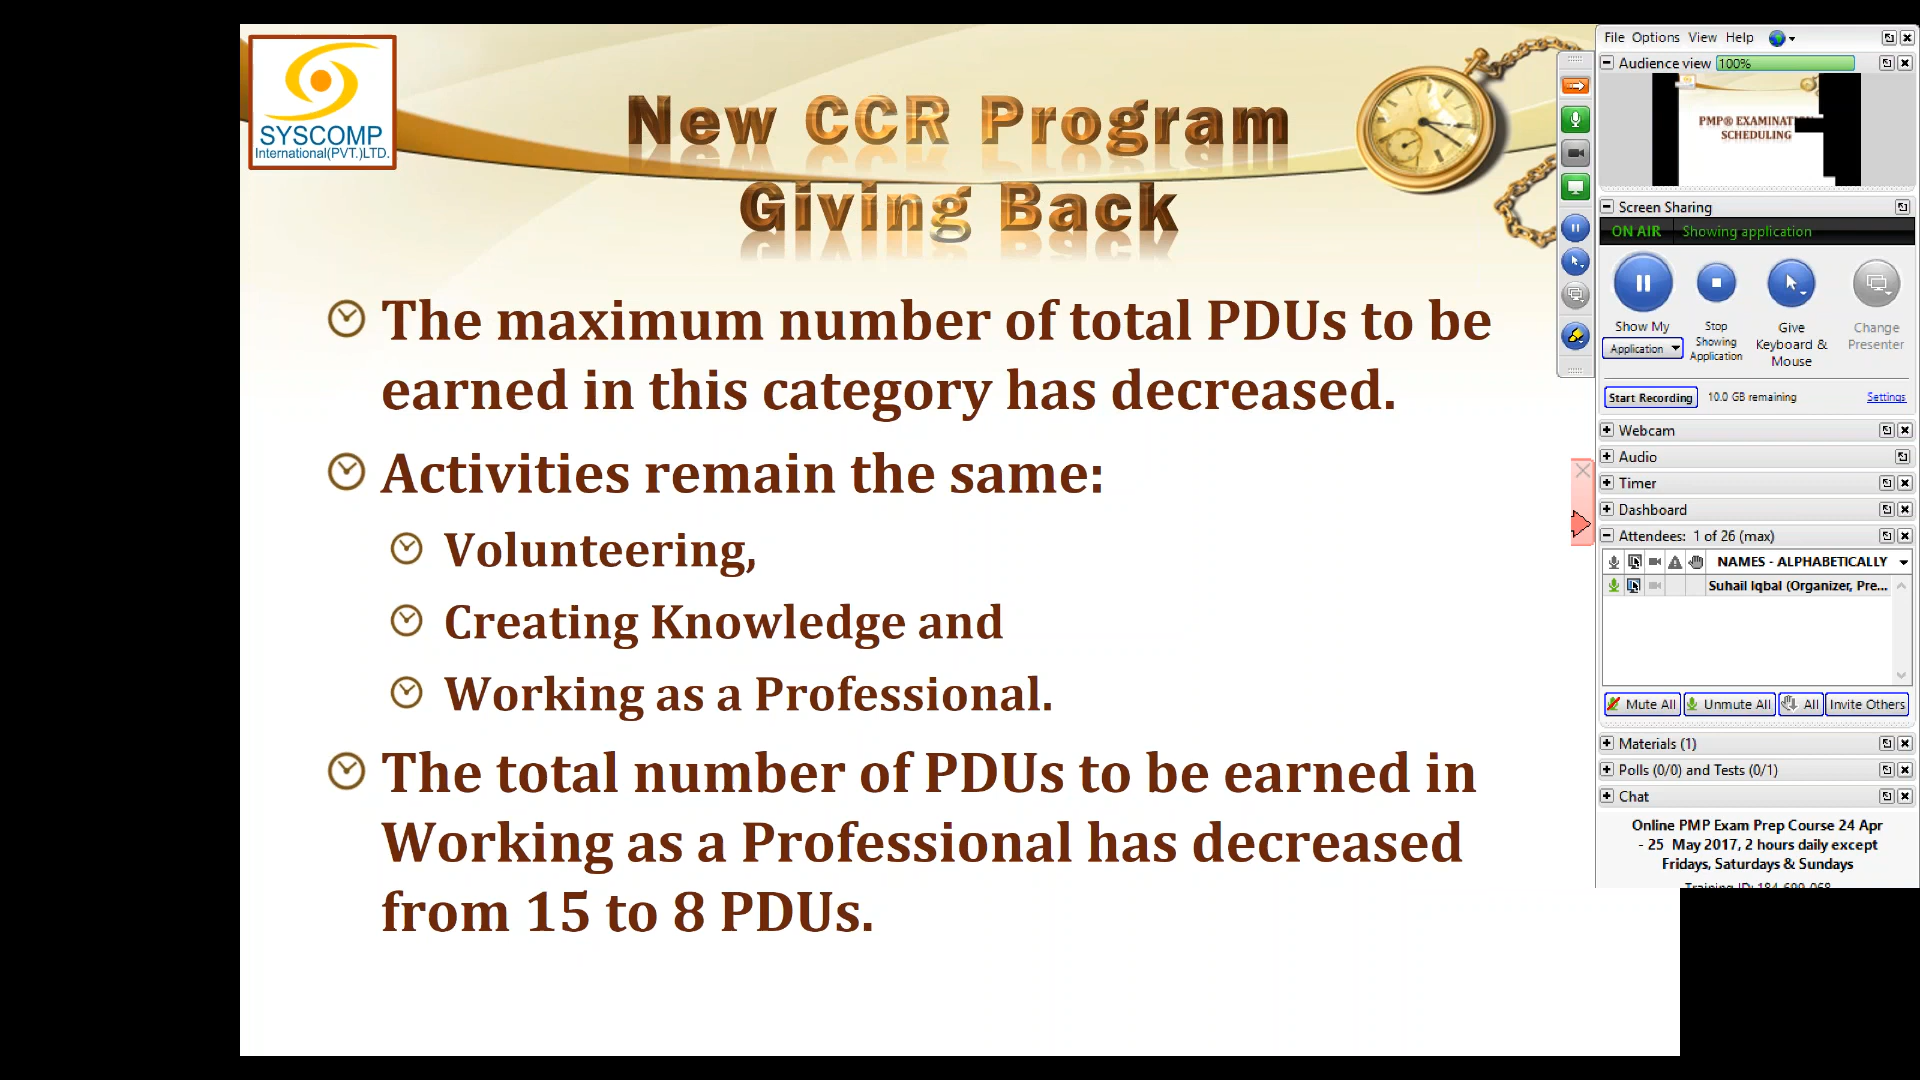 SYSCOMP
International(PVT.)LTD.
New CCR Program
Giving Back
The maximum number of total PDUs to be
earned in this category has decreased.
Activities remain the same:
Volunteering,
Creating Knowledge and
Working as a Professional.
The total number of PDUs to be earned in
Working as a Professional has decreased
from 15 to 8 PDUs.
File Options View Help
Audience view 100%
PMP® EXAMINATION
SCHEDULING
Screen Sharing
ON AIR Showing application
Show My
Application
Stop
Showing
Application
Give
Keyboard &
Mouse
Change
Presenter
Start Recording 10.0 GB remaining Settings
Webcam
Audio
Timer
Dashboard
Attendees: 1 of 26 (max)
NAMES - ALPHABETICALLY
Suhail Iqbal (Organizer, Pre...
Mute All Unmute All All Invite Others
Materials (1)
Polls (0/0) and Tests (0/1)
Chat
Online PMP Exam Prep Course 24 Apr
- 25 May 2017, 2 hours daily except
Fridays, Saturdays & Sundays
Training ID: 184-699-068